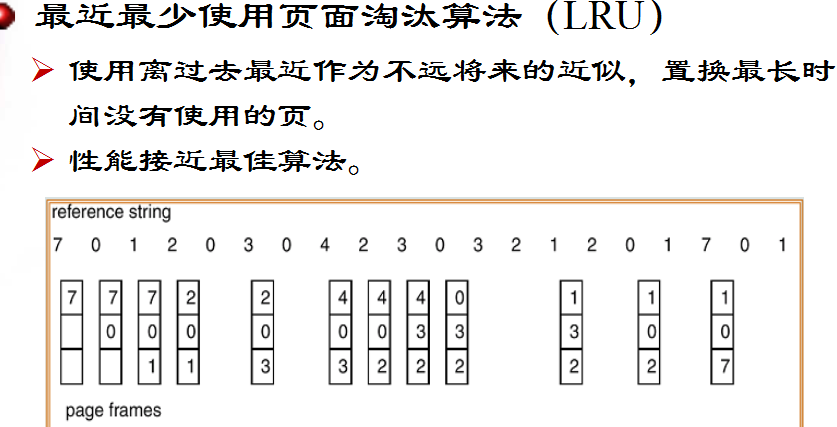 最近最少使用页面淘汰算法（LRU）
使用离过去最近作为不远将来的近似，置换最长时
间没有使用的页。
性能接近最佳算法。
reference string
7 0 1 2 0 3 0 4 2 3 0 3 2 1 2 0 1 7 0 1
7 7 7 2 2 4 4 4 0 1 1 1
0 0 0 0 0 0 3 3 3 0 0
1 1 3 3 2 2 2 2 2 7
page frames